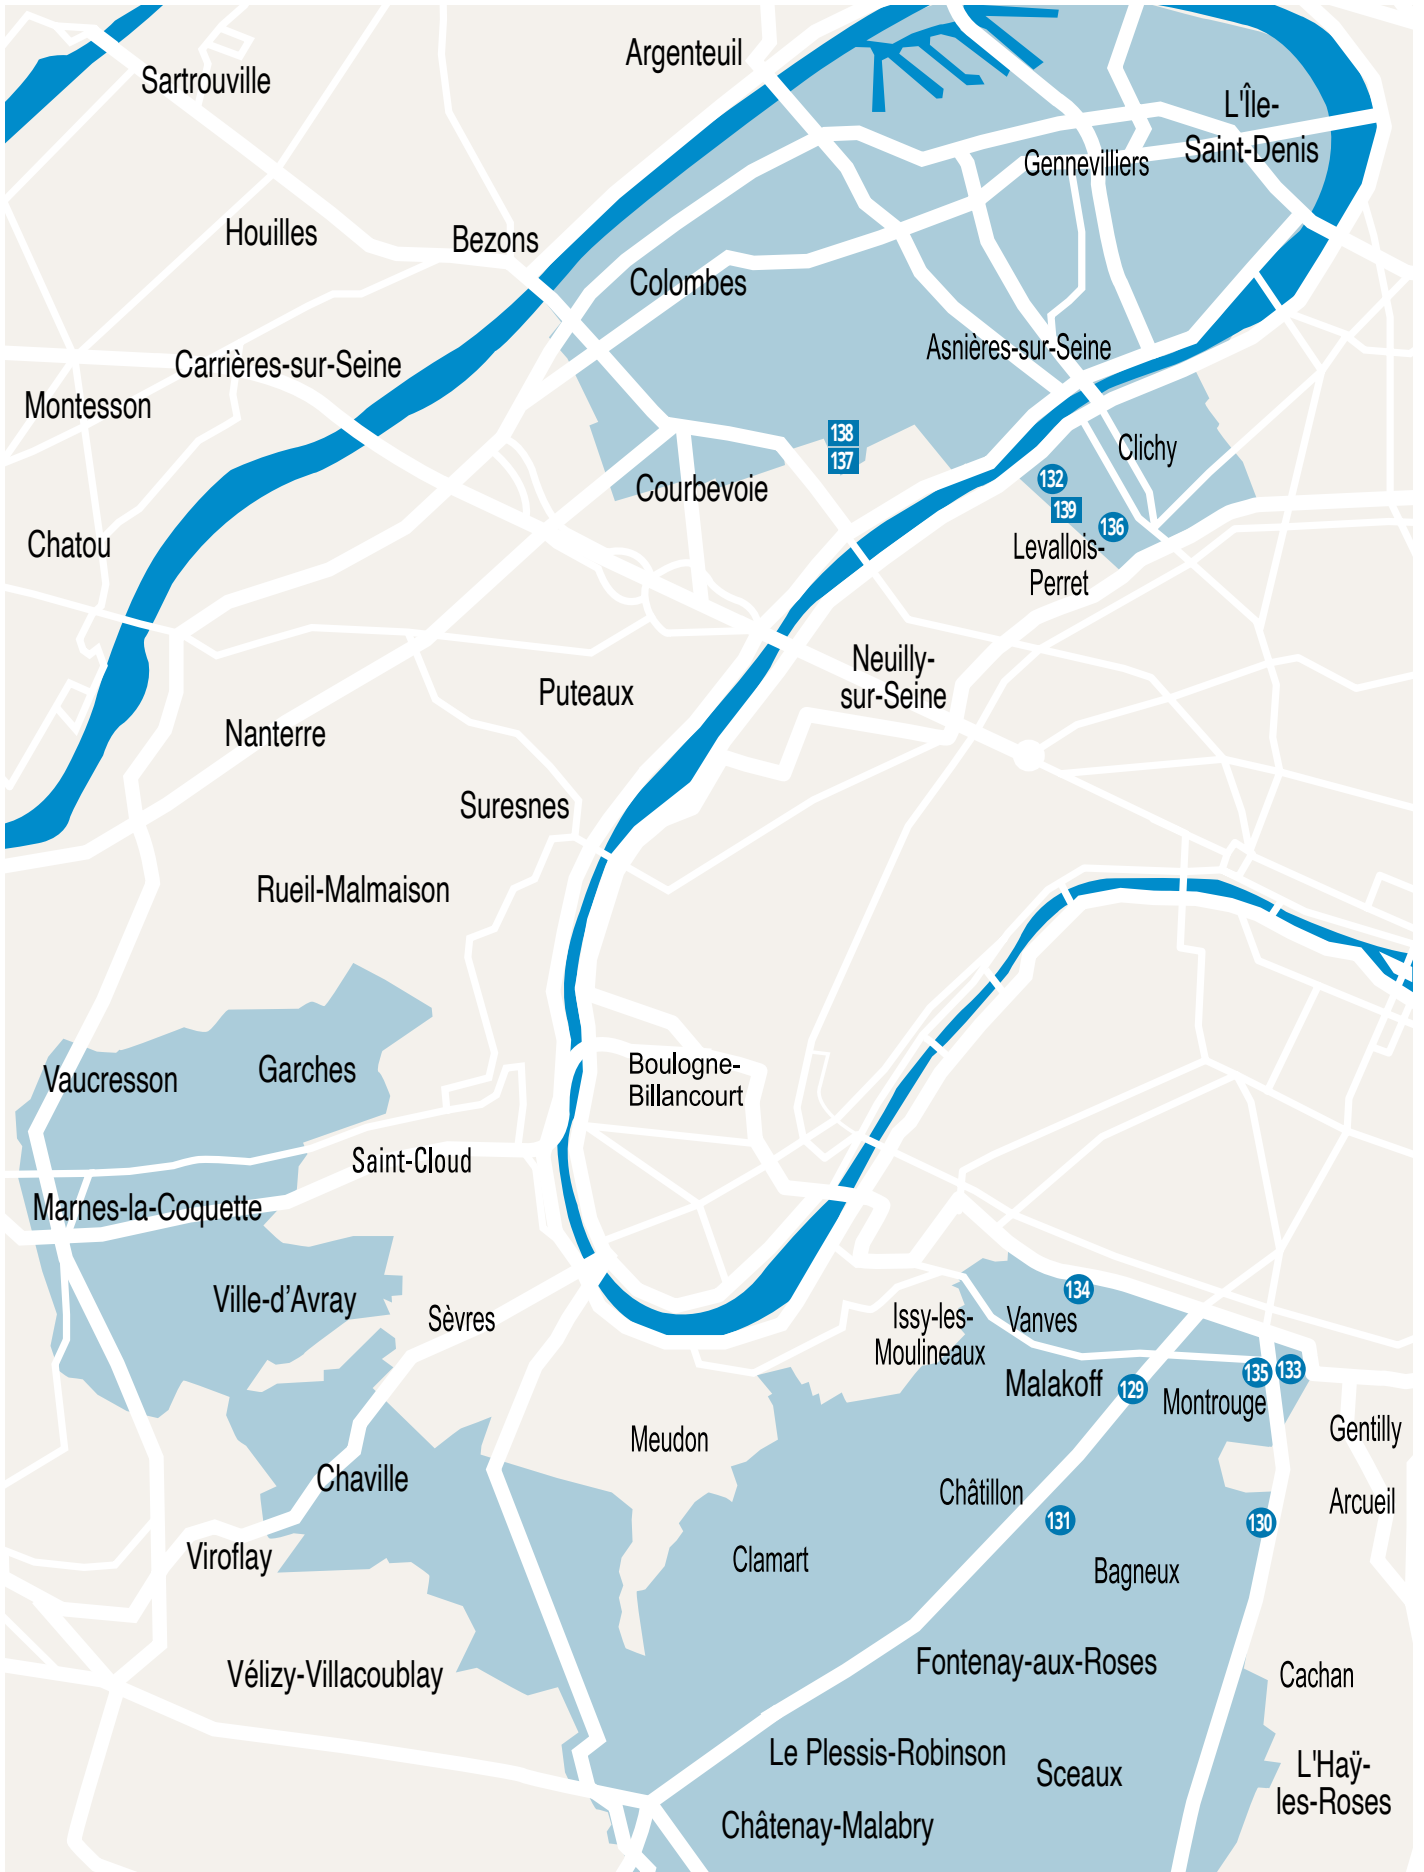 Argenteuil
Sartrouville
L'Île-
Saint-Denis
Gennevilliers
Houilles
Bezons
Colombes
Asnières-sur-Seine
Carrières-sur-Seine
Montesson
138
137
Clichy
Courbevoie
132
139
136
Chatou
Levallois-
Perret
Neuilly-
sur-Seine
Puteaux
Nanterre
Suresnes
Rueil-Malmaison
Boulogne-
Billancourt
Garches
Vaucresson
Saint-Cloud
Marnes-la-Coquette
Ville-d'Avray
134
Sèvres
Issy-les-
Moulineaux
Vanves
135
133
Malakoff
129
Montrouge
Gentilly
Meudon
Chaville
Châtillon
Arcueil
131
130
Viroflay
Clamart
Bagneux
Fontenay-aux-Roses
Vélizy-Villacoublay
Cachan
Le Plessis-Robinson
Sceaux
L'Haÿ-
les-Roses
Châtenay-Malabry